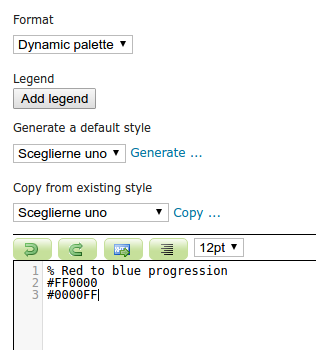 Format
Dynamic palette
Legend
Add legend
Generate a default style
Sceglierne uno Generate ...
Copy from existing style
Sceglierne uno Copy ...
12pt
1 % Red to blue progression
2 #FF0000
3 #0000FF